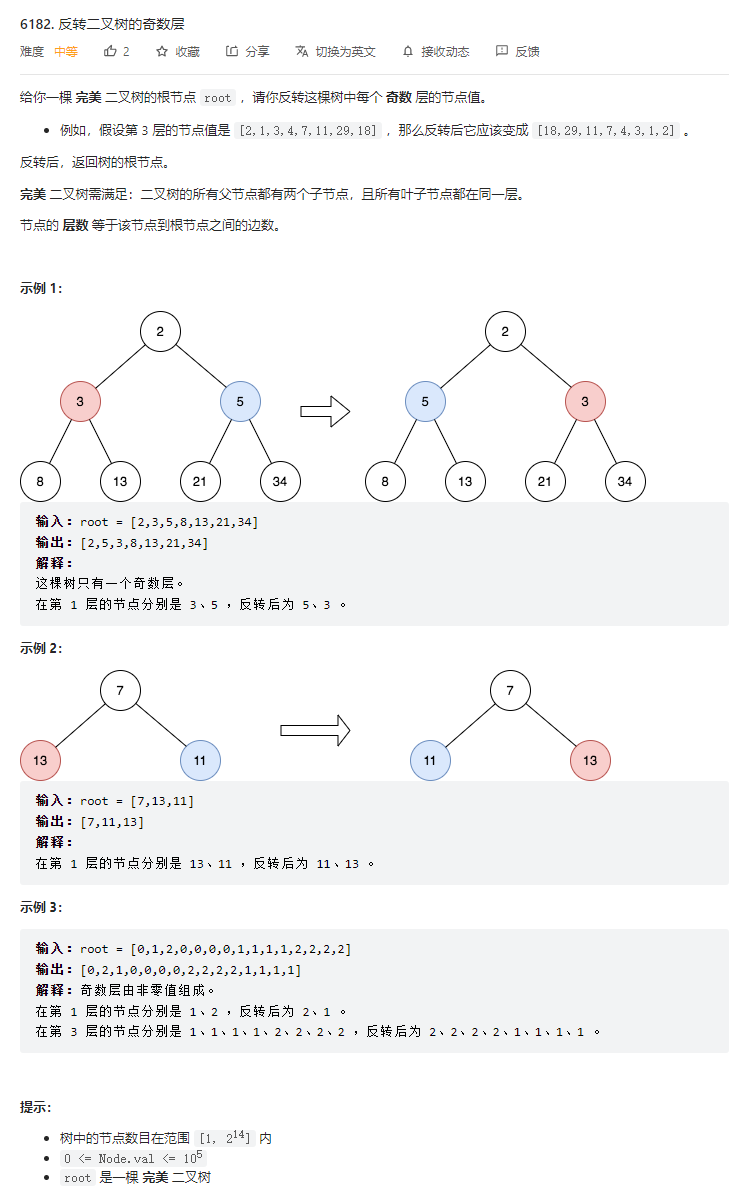 6182. 反转二叉树的奇数层
难度 中等 2 收藏 分享 切换为英文 接收动态 反馈
给你一棵 完美 二叉树的根节点 root ，请你反转这棵树中每个 奇数 层的节点值。
• 例如，假设第 3 层的节点值是 [2,1,3,4,7,11,29,18] ，那么反转后它应该变成 [18,29,11,7,4,3,1,2] 。
反转后，返回树的根节点。
完美 二叉树需满足：二叉树的所有父节点都有两个子节点，且所有叶子节点都在同一层。
节点的 层数 等于该节点到根节点之间的边数。
示例 1：
2 2
3 5 5 3
8 13 21 34 8 13 21 34
输入：root = [2,3,5,8,13,21,34]
输出：[2,5,3,8,13,21,34]
解释：
这棵树只有一个奇数层。
在第 1 层的节点分别是 3、5 ，反转后为 5、3 。
示例 2：
7 7
13 11 11 13
输入：root = [7,13,11]
输出：[7,11,13]
解释：
在第 1 层的节点分别是 13、11 ，反转后为 11、13 。
示例 3：
输入：root = [0,1,2,0,0,0,0,1,1,1,1,2,2,2,2]
输出：[0,2,1,0,0,0,0,2,2,2,2,1,1,1,1]
解释：奇数层由非零值组成。
在第 1 层的节点分别是 1、2 ，反转后为 2、1 。
在第 3 层的节点分别是 1、1、1、1、2、2、2、2 ，反转后为 2、2、2、2、1、1、1、1 。
提示：
• 树中的节点数目在范围 [1, 2¹⁴] 内
• 0 <= Node.val <= 10⁵
• root 是一棵 完美 二叉树